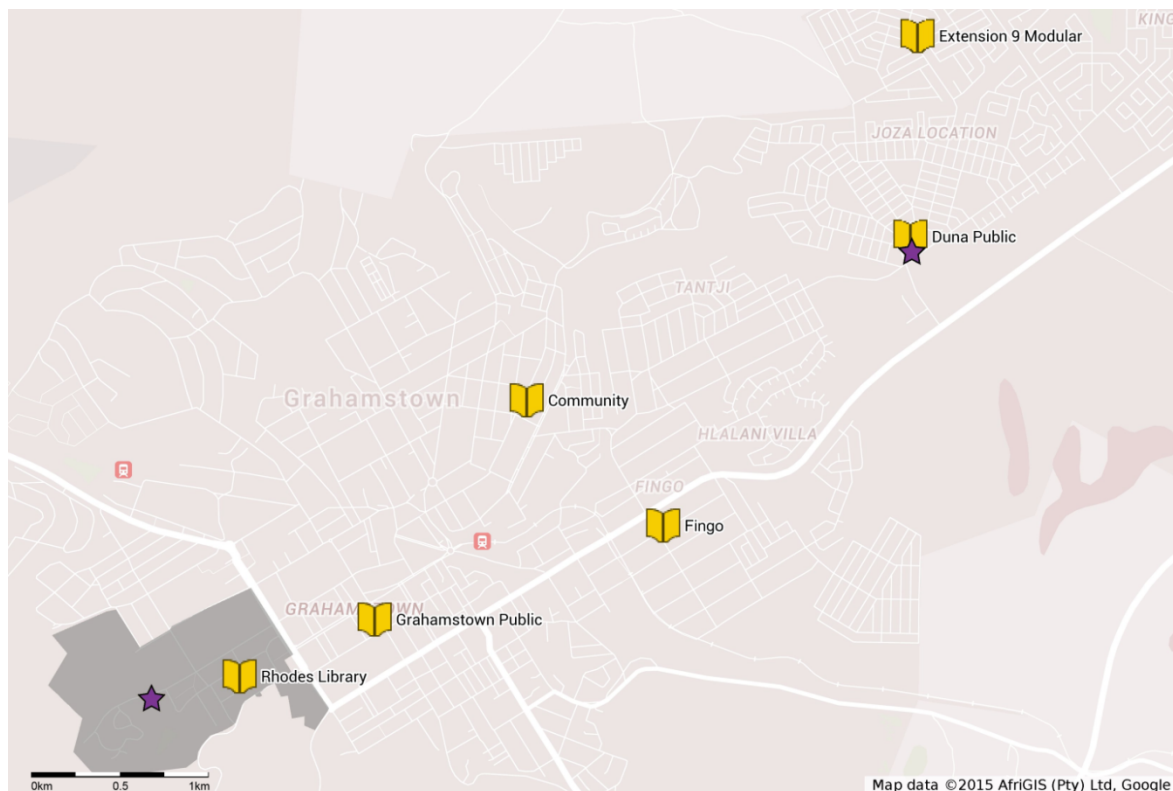 KING
Extension 9 Modular
JOZA LOCATION
Duna Public
TANTJI
Grahamstown
Community
HLALANI VILLA
FINGO
Fingo
GRAHAMSTOWN
Grahamstown Public
Rhodes Library
0km 0.5 1km
Map data ©2015 AfriGIS (Pty) Ltd, Google